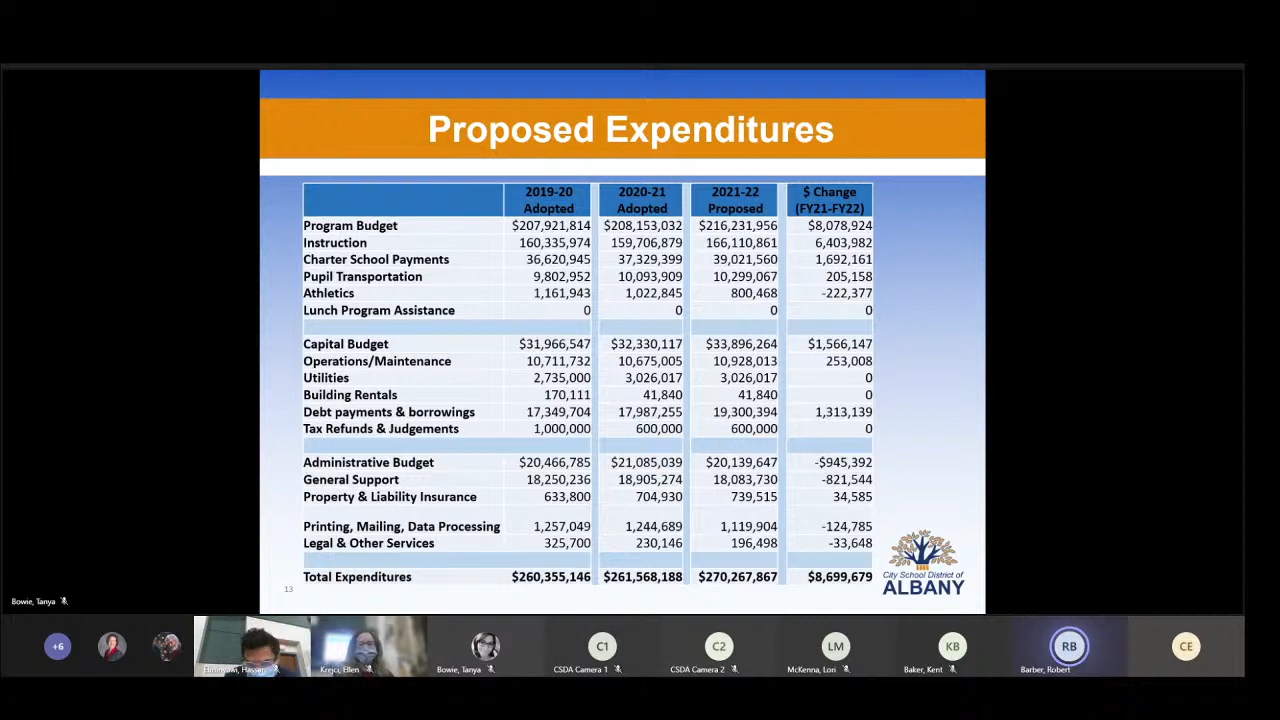 Proposed Expenditures
2019-20 Adopted 2020-21 Adopted 2021-22 Proposed $ Change (FY21-FY22)
Program Budget $207,921,814 $208,153,032 $216,231,956 $8,078,924
Instruction 160,335,974 159,706,879 166,110,861 6,403,982
Charter School Payments 36,620,945 37,329,399 39,021,560 1,692,161
Pupil Transportation 9,802,952 10,093,909 10,299,067 205,158
Athletics 1,161,943 1,022,845 800,468 -222,377
Lunch Program Assistance 0 0 0 0
Capital Budget $31,966,547 $32,330,117 $33,896,264 $1,566,147
Operations/Maintenance 10,711,732 10,675,005 10,928,013 253,008
Utilities 2,735,000 3,026,017 3,026,017 0
Building Rentals 170,111 41,840 41,840 0
Debt payments & borrowings 17,349,704 17,987,255 19,300,394 1,313,139
Tax Refunds & Judgements 1,000,000 600,000 600,000 0
Administrative Budget $20,466,785 $21,085,039 $20,139,647 -$945,392
General Support 18,250,236 18,905,274 18,083,730 -821,544
Property & Liability Insurance 633,800 704,930 739,515 34,585
Printing, Mailing, Data Processing 1,257,049 1,244,689 1,119,904 -124,785
Legal & Other Services 325,700 230,146 196,498 -33,648
Total Expenditures $260,355,146 $261,568,188 $270,267,867 $8,699,679
City School District of
ALBANY
13
Bowie, Tanya
+6
C1
C2
LM
KB
RB
CE
Krejci, Ellen
Bowie, Tanya
CSDA Camera 1
CSDA Camera 2
McKenna, Lori
Baker, Kent
Barber, Robert